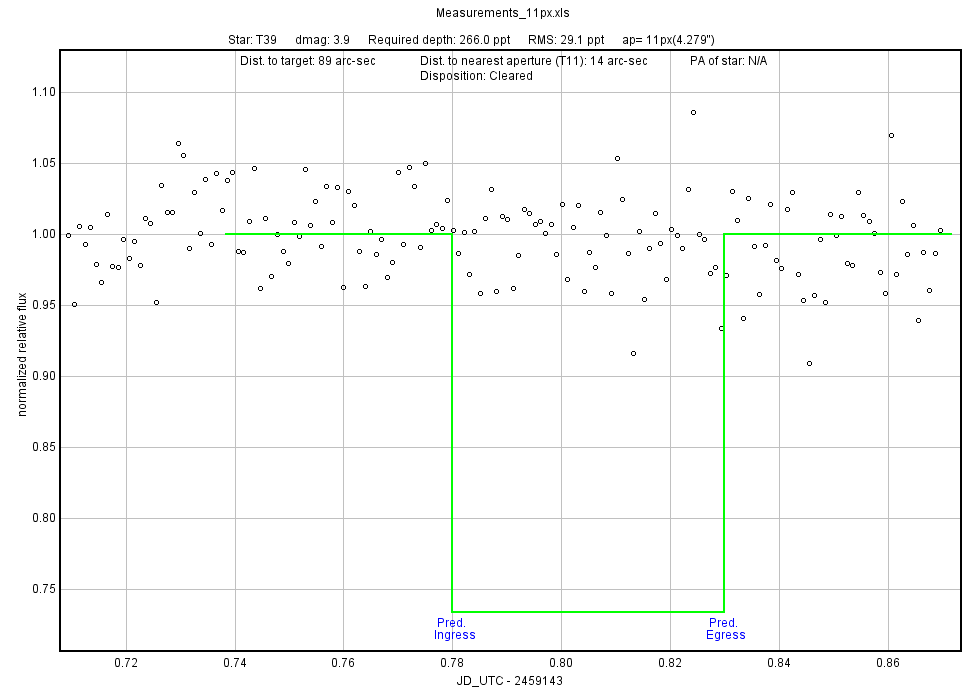 Measurements_11px.xls
Star: T39 dmag: 3.9 Required depth: 266.0 ppt RMS: 29.1 ppt ap= 11px(4.279")
Dist. to target: 89 arc-sec Dist. to nearest aperture (T11): 14 arc-sec PA of star: N/A
Disposition: Cleared
1.10
1.05
1.00
0.95
0.90
0.85
0.80
0.75
normalized relative flux
Pred. Ingress
Pred. Egress
0.72 0.74 0.76 0.78 0.80 0.82 0.84 0.86
JD_UTC - 2459143